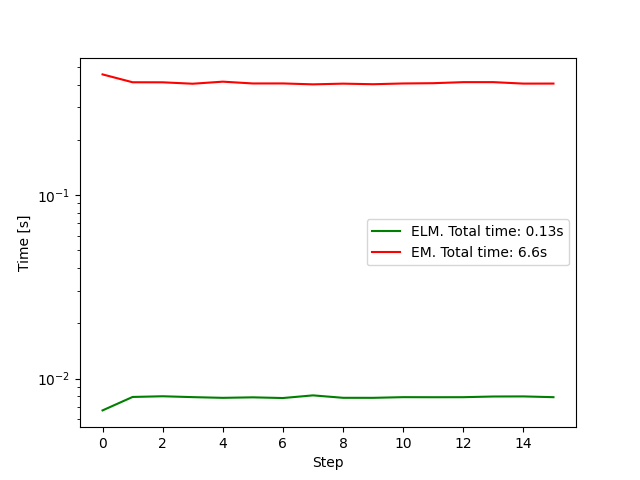 10⁻¹
10⁻²
Time [s]
ELM. Total time: 0.13s
EM. Total time: 6.6s
0 2 4 6 8 10 12 14
Step